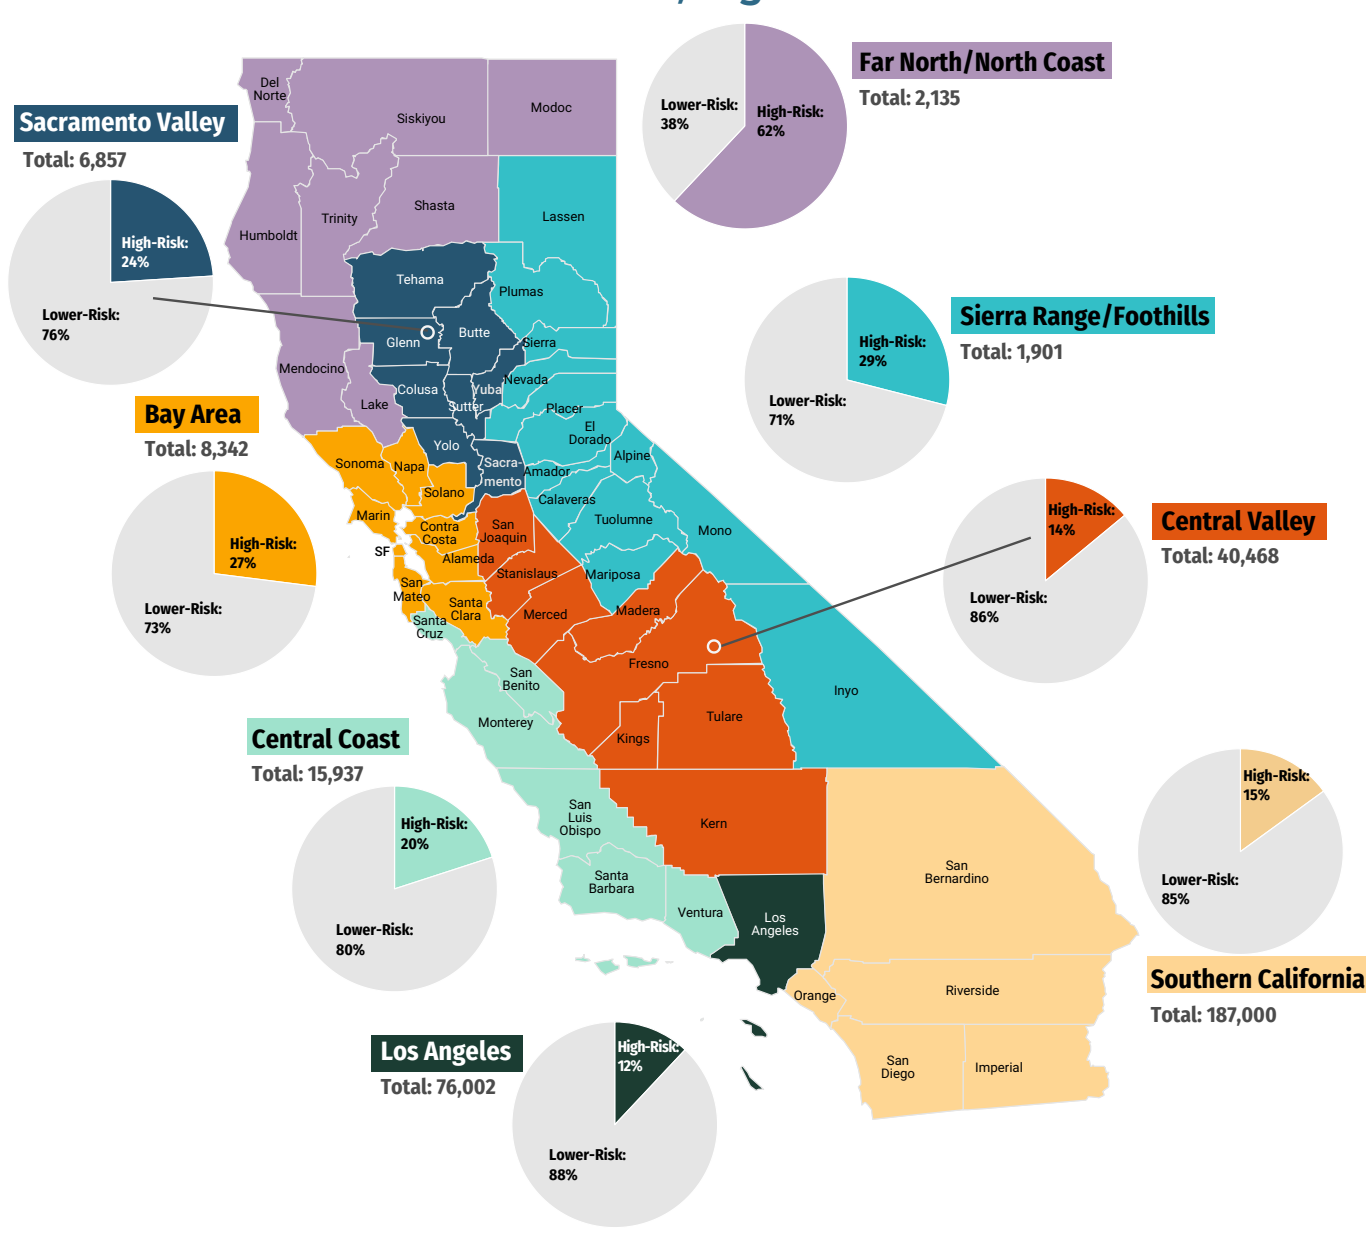 Far North/North Coast
Total: 2,135
Lower-Risk:
38%
High-Risk:
62%
Sacramento Valley
Total: 6,857
High-Risk:
24%
Lower-Risk:
76%
Sierra Range/Foothills
Total: 1,901
High-Risk:
29%
Lower-Risk:
71%
Bay Area
Total: 8,342
High-Risk:
27%
Lower-Risk:
73%
Central Valley
Total: 40,468
High-Risk:
14%
Lower-Risk:
86%
Central Coast
Total: 15,937
High-Risk:
20%
Lower-Risk:
80%
High-Risk:
15%
Lower-Risk:
85%
Southern California
Total: 187,000
Los Angeles
Total: 76,002
High-Risk:
12%
Lower-Risk:
88%
Del
Norte
Siskiyou
Modoc
Humboldt
Trinity
Shasta
Lassen
Tehama
Plumas
Mendocino
Glenn
Butte
Sierra
Lake
Colusa
Sutter
Yuba
Nevada
Placer
El
Dorado
Yolo
Sacra-
mento
Amador
Alpine
Sonoma
Napa
Solano
Calaveras
Tuolumne
Mono
Marin
Contra
Costa
San
Joaquin
SF
Alameda
Stanislaus
Mariposa
San
Mateo
Santa
Clara
Merced
Madera
Santa
Cruz
San
Benito
Fresno
Inyo
Monterey
Kings
Tulare
San
Luis
Obispo
Kern
San
Bernardino
Santa
Barbara
Ventura
Los
Angeles
Orange
Riverside
San
Diego
Imperial